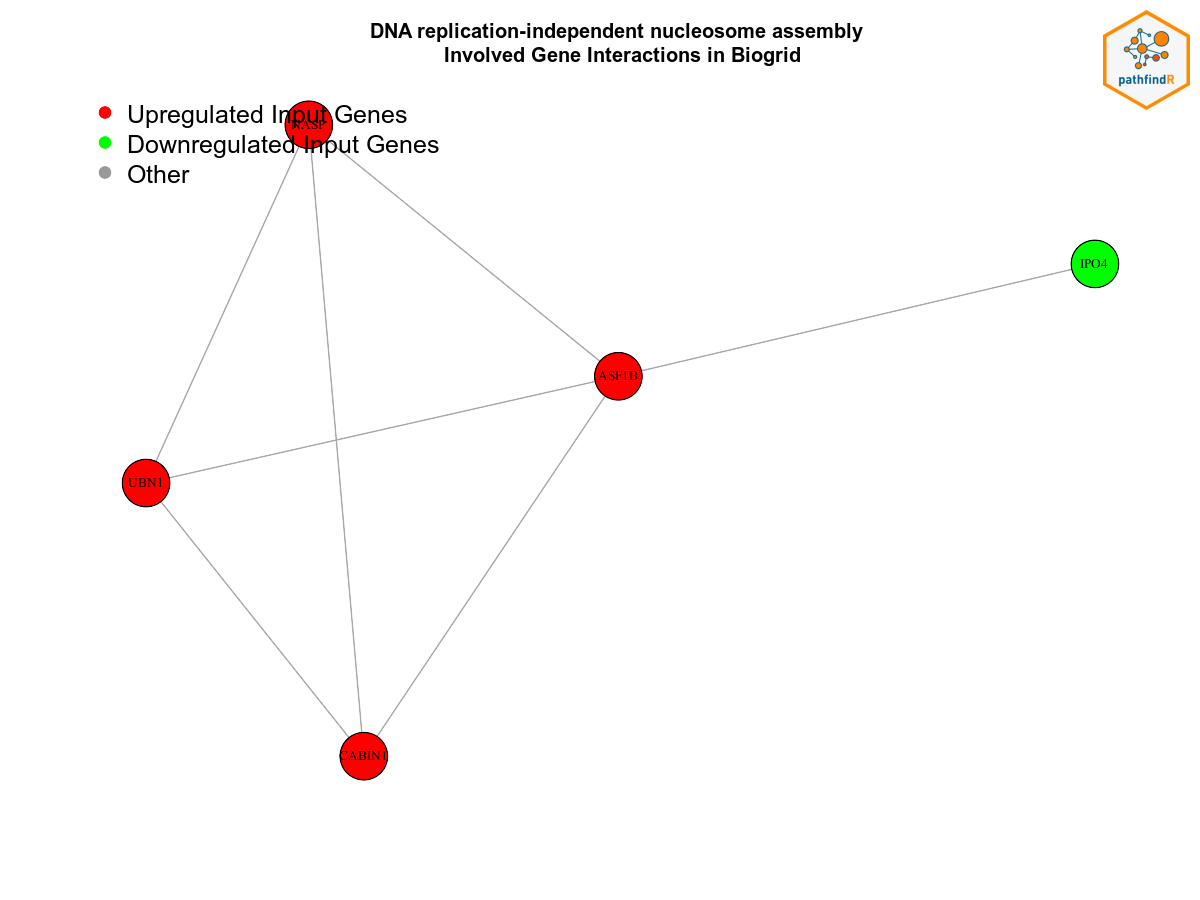 DNA replication-independent nucleosome assembly
Involved Gene Interactions in Biogrid
pathfindR
Upregulated Input Genes
NASP
Downregulated Input Genes
Other
IPO4
ASF1B
UBN1
CABIN1